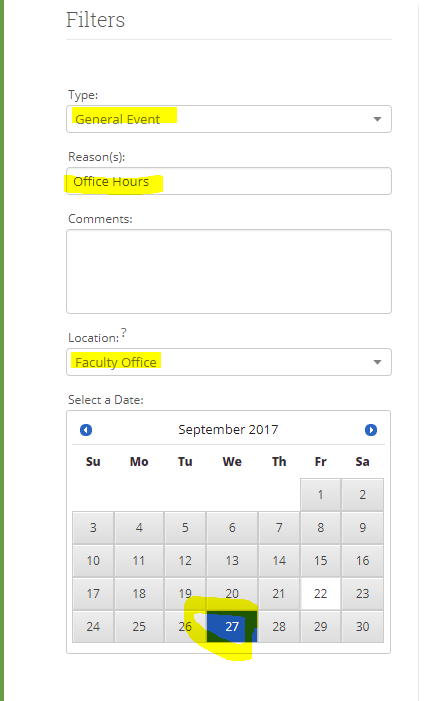 Filters
Type:
General Event
Reason(s):
Office Hours
Comments:
Location: ?
Faculty Office
Select a Date:
September 2017
Su Mo Tu We Th Fr Sa
1 2
3 4 5 6 7 8 9
10 11 12 13 14 15 16
17 18 19 20 21 22 23
24 25 26 27 28 29 30